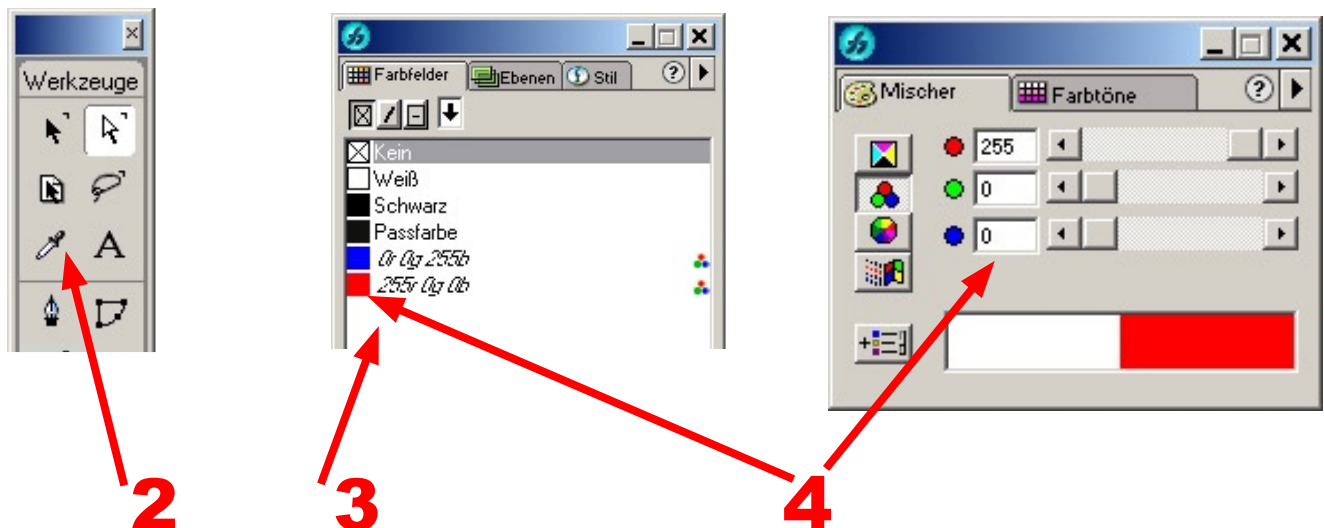 Werkzeuge
A
Farbfelder Ebenen Stil ?
Kein
Weiß
Schwarz
Passfarbe
0r 0g 255b
255r 0g 0b
Mischer Farbtöne ?
255
0
0
2 3 4